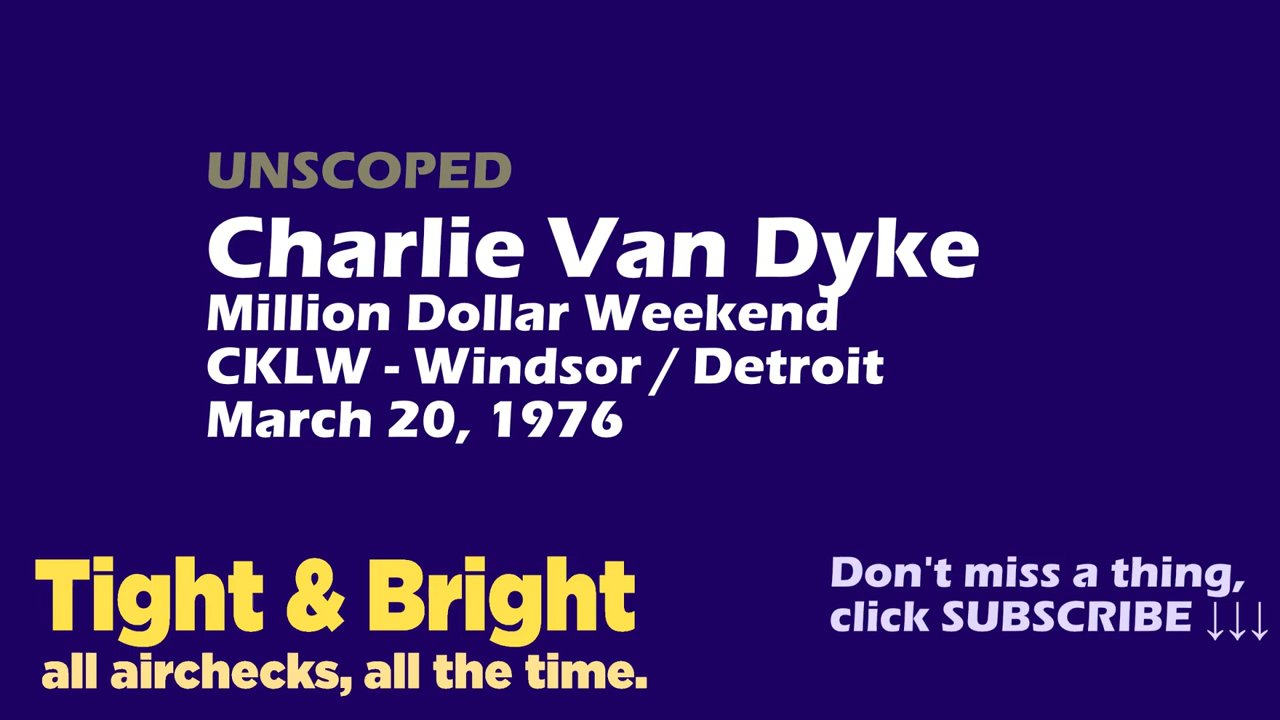 UNSCOPED
Charlie Van Dyke
Million Dollar Weekend
CKLW - Windsor / Detroit
March 20, 1976
Tight & Bright
all airchecks, all the time.
Don't miss a thing,
click SUBSCRIBE ↓↓↓